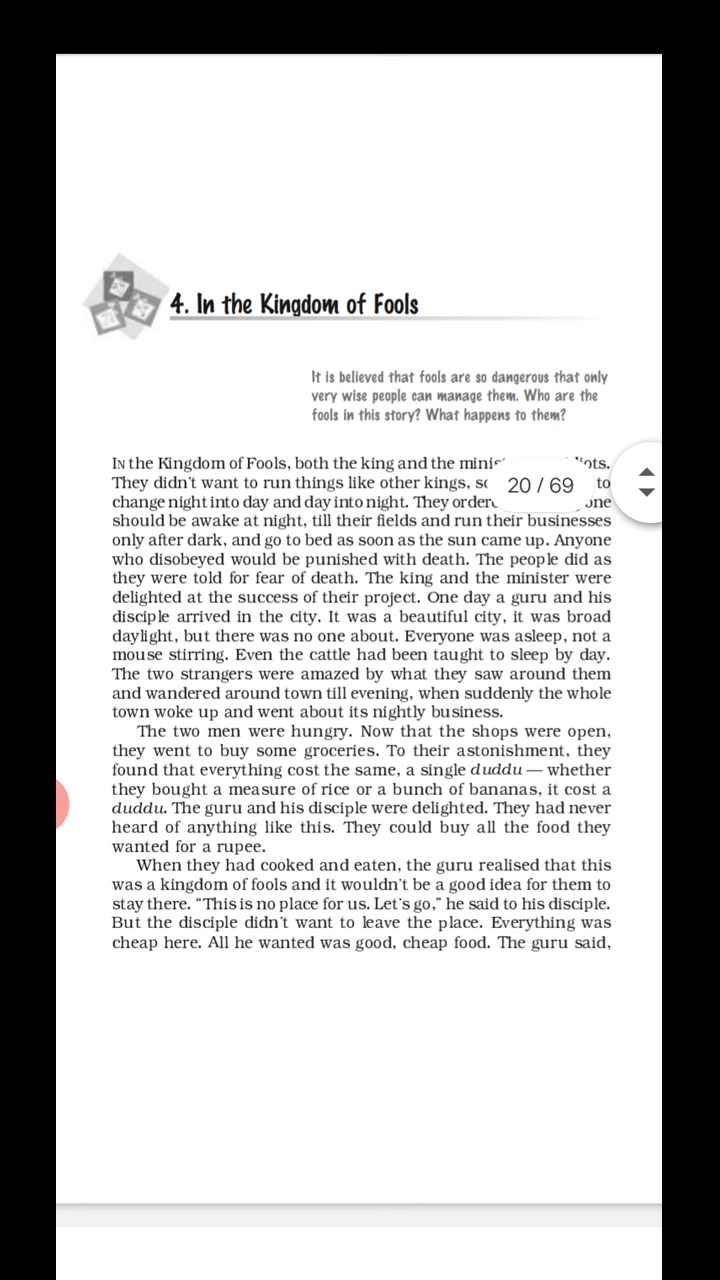 4. In the Kingdom of Fools
It is believed that fools are so dangerous that only
very wise people can manage them. Who are the
fools in this story? What happens to them?
IN the Kingdom of Fools, both the king and the
They didn't want to run things like other kings, to
20 / 69
change night into day and day into night. They
should be awake at night, till their fields and run their businesses
only after dark, and go to bed as soon as the sun came up. Anyone
who disobeyed would be punished with death. The people did as
they were told for fear of death. The king and the minister were
delighted at the success of their project. One day a guru and his
disciple arrived in the city. It was a beautiful city, it was broad
daylight, but there was no one about. Everyone was asleep, not a
mouse stirring. Even the cattle had been taught to sleep by day.
The two strangers were amazed by what they saw around them
and wandered around town till evening, when suddenly the whole
town woke up and went about its nightly business.
The two men were hungry. Now that the shops were open,
they went to buy some groceries. To their astonishment, they
found that everything cost the same, a single duddu — whether
they bought a measure of rice or a bunch of bananas, it cost a
duddu. The guru and his disciple were delighted. They had never
heard of anything like this. They could buy all the food they
wanted for a rupee.
When they had cooked and eaten, the guru realised that this
was a kingdom of fools and it wouldn't be a good idea for them to
stay there. "This is no place for us. Let's go," he said to his disciple.
But the disciple didn't want to leave the place. Everything was
cheap here. All he wanted was good, cheap food. The guru said,